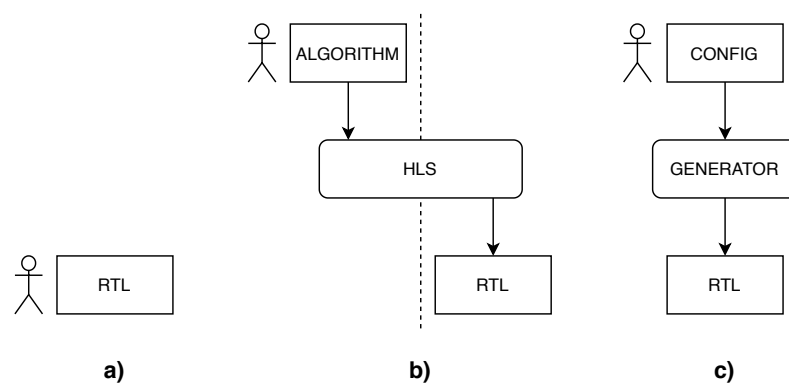 ALGORITHM
CONFIG
HLS
GENERATOR
RTL
RTL
RTL
a)
b)
c)